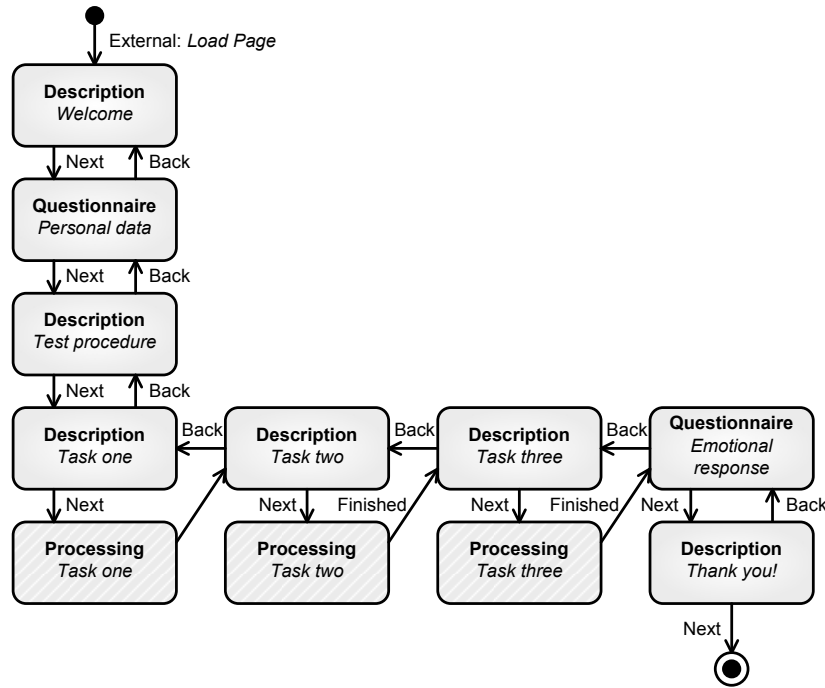 External: Load Page
Description
Welcome
Next
Back
Questionnaire
Personal data
Next
Back
Description
Test procedure
Next
Back
Description
Task one
Back
Description
Task two
Back
Description
Task three
Back
Questionnaire
Emotional
response
Next
Next
Finished
Next
Finished
Next
Back
Processing
Task one
Processing
Task two
Processing
Task three
Description
Thank you!
Next